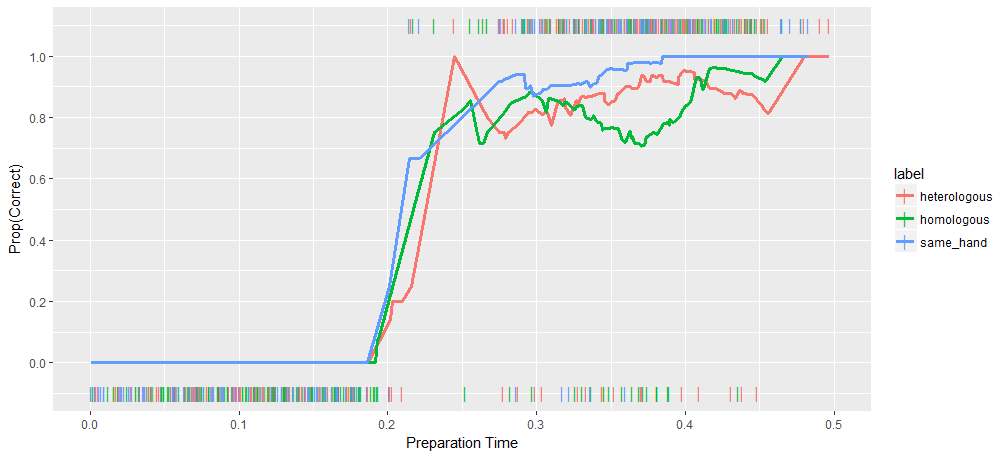 Prop(Correct)
1.0
0.8
0.6
0.4
0.2
0.0
0.0 0.1 0.2 0.3 0.4 0.5
Preparation Time
label
heterologous
homologous
same_hand